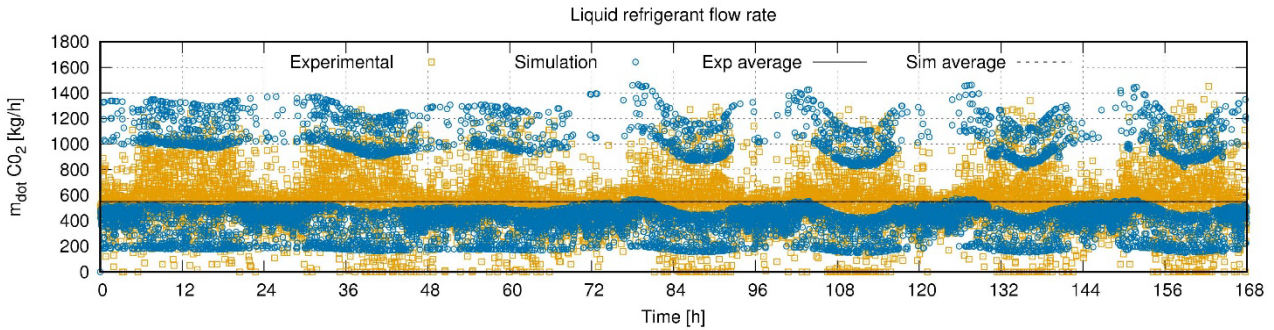 Liquid refrigerant flow rate
1800
1600
1400
1200
1000
800
600
400
200
0
m_dot C0_2 [kg/h]
Experimental Simulation Exp average Sim average
0 12 24 36 48 60 72 84 96 108 120 132 144 156 168
Time [h]